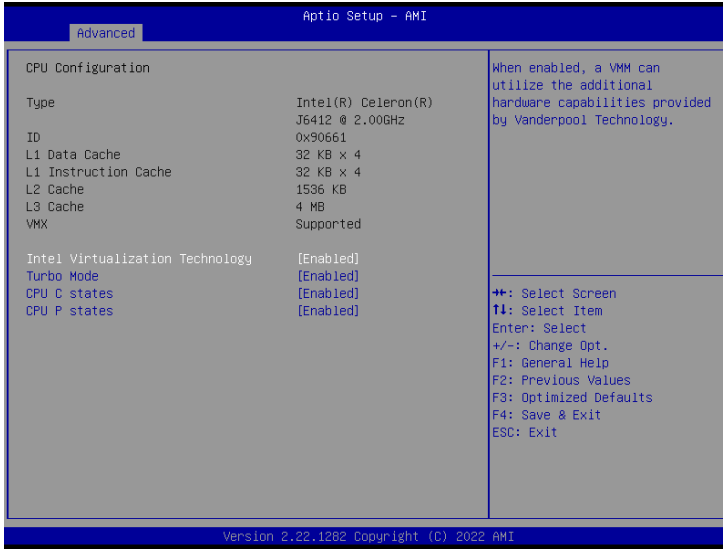 Aptio Setup – AMI
Advanced
CPU Configuration
Type Intel(R) Celeron(R)
J6412 @ 2.00GHz
ID 0x90661
L1 Data Cache 32 KB x 4
L1 Instruction Cache 32 KB x 4
L2 Cache 1536 KB
L3 Cache 4 MB
VMX Supported
Intel Virtualization Technology [Enabled]
Turbo Mode [Enabled]
CPU C states [Enabled]
CPU P states [Enabled]
When enabled, a VMM can
utilize the additional
hardware capabilities provided
by Vanderpool Technology.
→←: Select Screen
↑↓: Select Item
Enter: Select
+/-: Change Opt.
F1: General Help
F2: Previous Values
F3: Optimized Defaults
F4: Save & Exit
ESC: Exit
Version 2.22.1282 Copyright (C) 2022 AMI